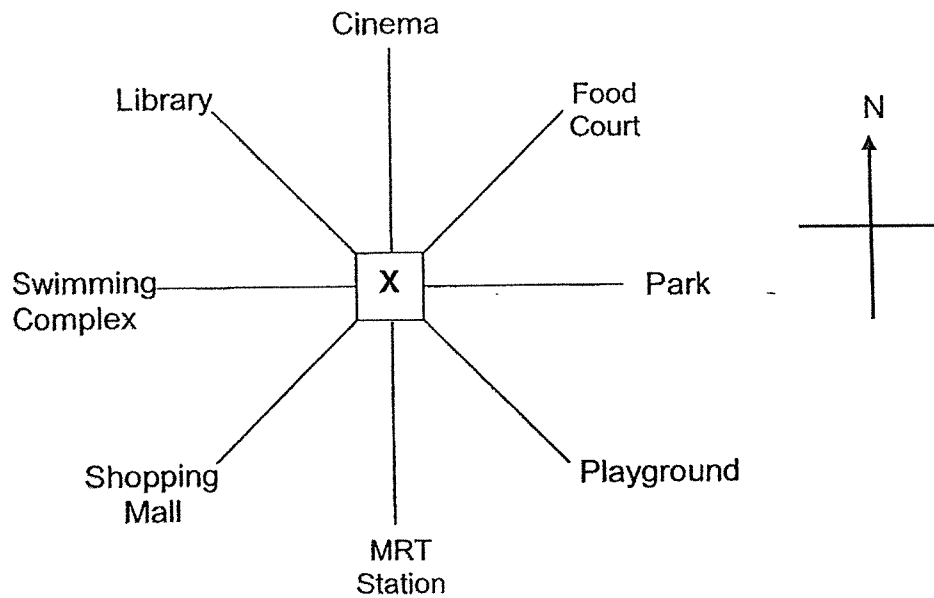 Cinema
Library
Food
Court
N
Swimming
Complex
X
Park
Shopping
Mall
Playground
MRT
Station